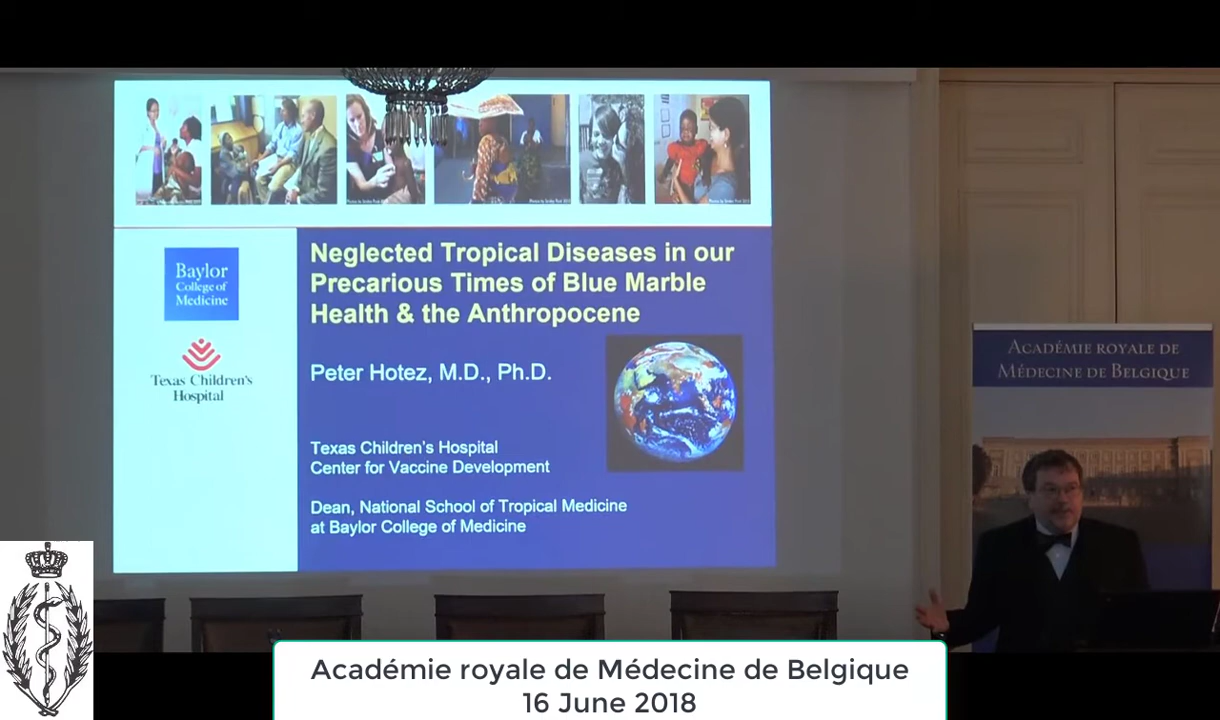 Neglected Tropical Diseases in our
Precarious Times of Blue Marble
Health & the Anthropocene
Baylor
College of
Medicine
Texas Children's
Hospital
Peter Hotez, M.D., Ph.D.
Texas Children's Hospital
Center for Vaccine Development
Dean, National School of Tropical Medicine
at Baylor College of Medicine
Académie royale de
Médecine de Belgique
Académie royale de Médecine de Belgique
16 June 2018